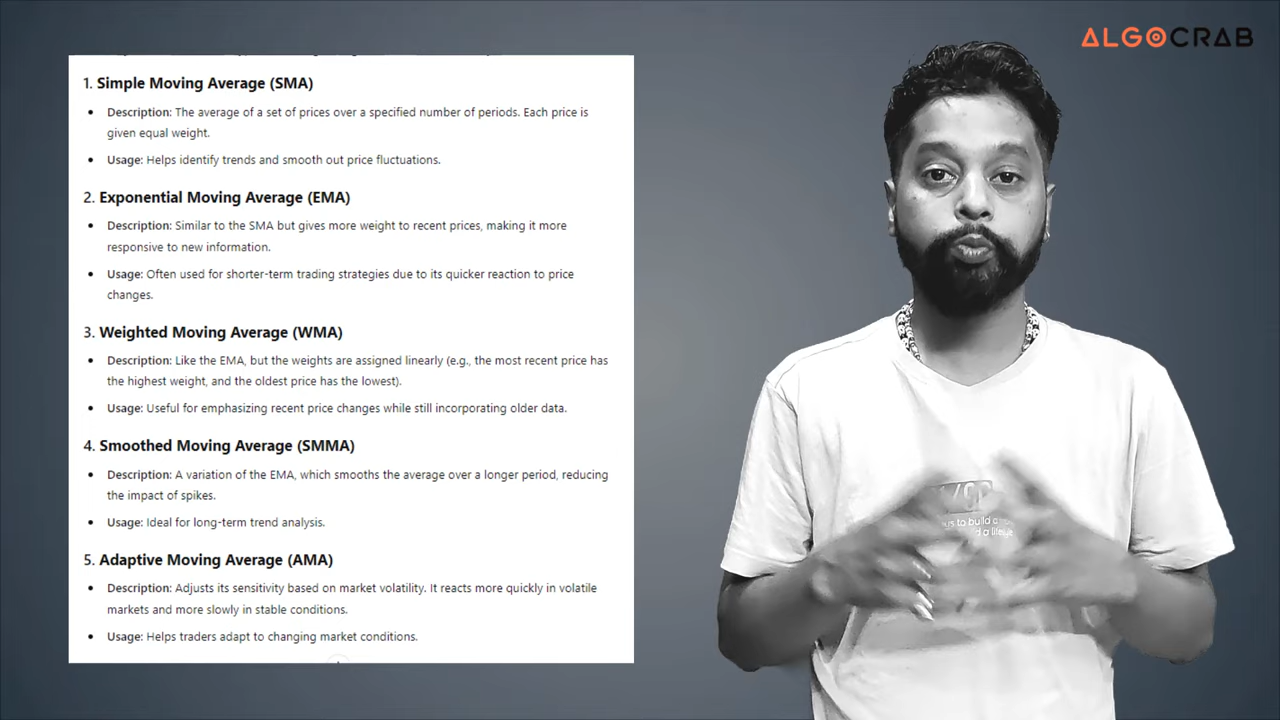 ALGOCRAB
1. Simple Moving Average (SMA)
• Description: The average of a set of prices over a specified number of periods. Each price is
given equal weight.
• Usage: Helps identify trends and smooth out price fluctuations.
2. Exponential Moving Average (EMA)
• Description: Similar to the SMA but gives more weight to recent prices, making it more
responsive to new information.
• Usage: Often used for shorter-term trading strategies due to its quicker reaction to price
changes.
3. Weighted Moving Average (WMA)
• Description: Like the EMA, but the weights are assigned linearly (e.g., the most recent price has
the highest weight, and the oldest price has the lowest).
• Usage: Useful for emphasizing recent price changes while still incorporating older data.
4. Smoothed Moving Average (SMMA)
• Description: A variation of the EMA, which smooths the average over a longer period, reducing
the impact of spikes.
• Usage: Ideal for long-term trend analysis.
5. Adaptive Moving Average (AMA)
• Description: Adjusts its sensitivity based on market volatility. It reacts more quickly in volatile
markets and more slowly in stable conditions.
• Usage: Helps traders adapt to changing market conditions.
to build a